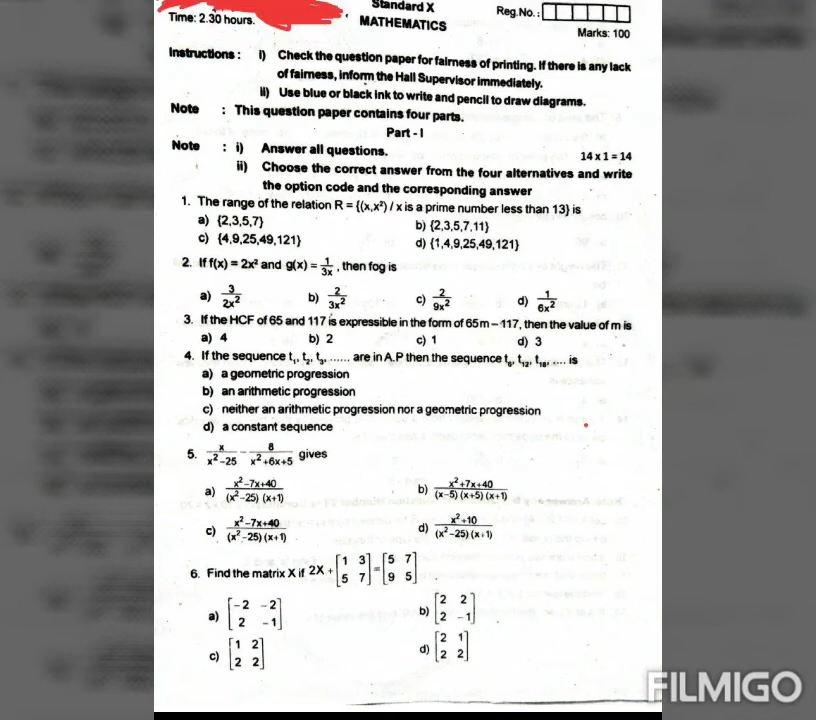 Standard X
Reg.No. :
Time: 2.30 hours.
MATHEMATICS
Marks: 100
Instructions : i) Check the question paper for fairness of printing. If there is any lack
of fairness, inform the Hall Supervisor immediately.
ii) Use blue or black ink to write and pencil to draw diagrams.
Note : This question paper contains four parts.
Part - I
Note : i) Answer all questions. 14 x 1 = 14
ii) Choose the correct answer from the four alternatives and write
the option code and the corresponding answer
1. The range of the relation R = {(x,x²) / x is a prime number less than 13} is
a) {2,3,5,7} b) {2,3,5,7,11}
c) {4,9,25,49,121} d) {1,4,9,25,49,121}
2. If f(x) = 2x² and g(x) = 1/3x , then fog is
a) 3/2x² b) 2/3x² c) 2/9x² d) 1/6x²
3. If the HCF of 65 and 117 is expressible in the form of 65m – 117, then the value of m is
a) 4 b) 2 c) 1 d) 3
4. If the sequence t₁, t₂, t₃, ...... are in A.P then the sequence t₆, t₁₂, t₁₈, .... is
a) a geometric progression
b) an arithmetic progression
c) neither an arithmetic progression nor a geometric progression
d) a constant sequence
5. x/x²–25 – 8/x²+6x+5 gives
a) x²–7x+40/(x²–25) (x+1) b) x²+7x+40/(x–5) (x+5) (x+1)
c) x²–7x+40/(x²–25) (x+1) d) x²+10/(x²–25) (x+1)
6. Find the matrix X if 2X + [1 3; 5 7] = [5 7; 9 5]
a) [–2 –2; 2 –1] b) [2 2; 2 –1]
c) [1 2; 2 2] d) [2 1; 2 2]
FILMIGO